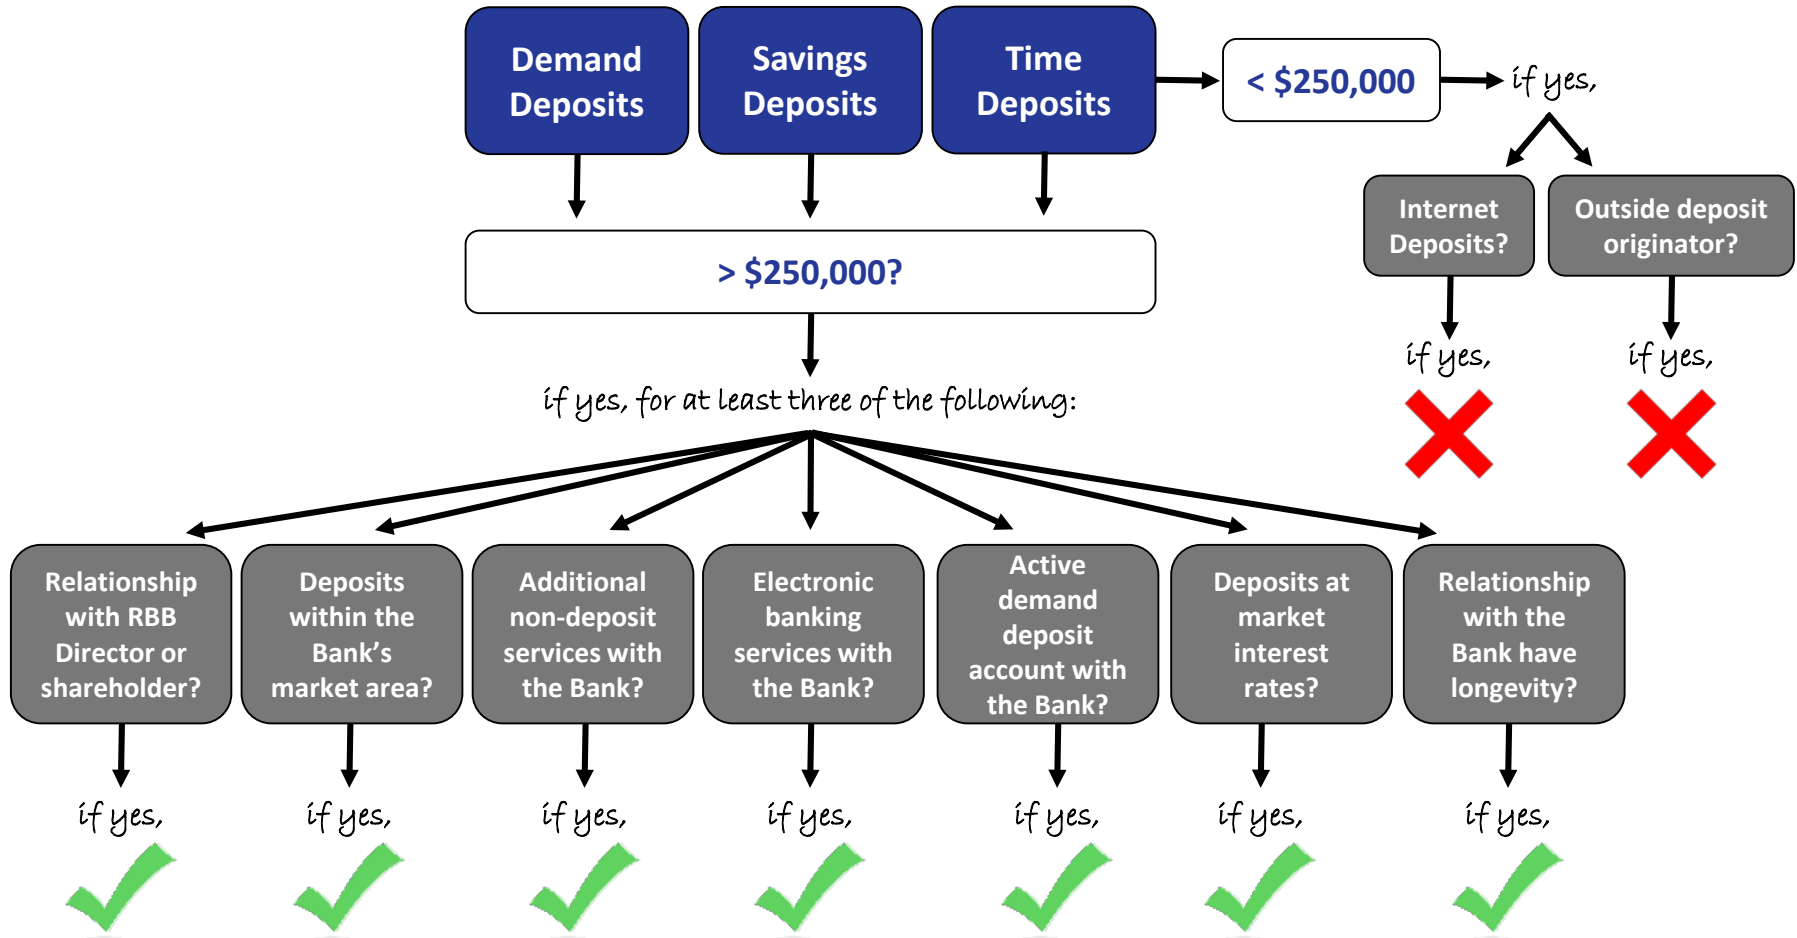 Demand
Deposits
Savings
Deposits
Time
Deposits
< $250,000
if yes,
Internet
Deposits?
Outside deposit
originator?
> $250,000?
if yes,
if yes,
if yes, for at least three of the following:
Relationship
with RBB
Director or
shareholder?
Deposits
within the
Bank’s
market area?
Additional
non-deposit
services with
the Bank?
Electronic
banking
services with
the Bank?
Active
demand
deposit
account with
the Bank?
Deposits at
market
interest
rates?
Relationship
with the
Bank have
longevity?
if yes,
if yes,
if yes,
if yes,
if yes,
if yes,
if yes,